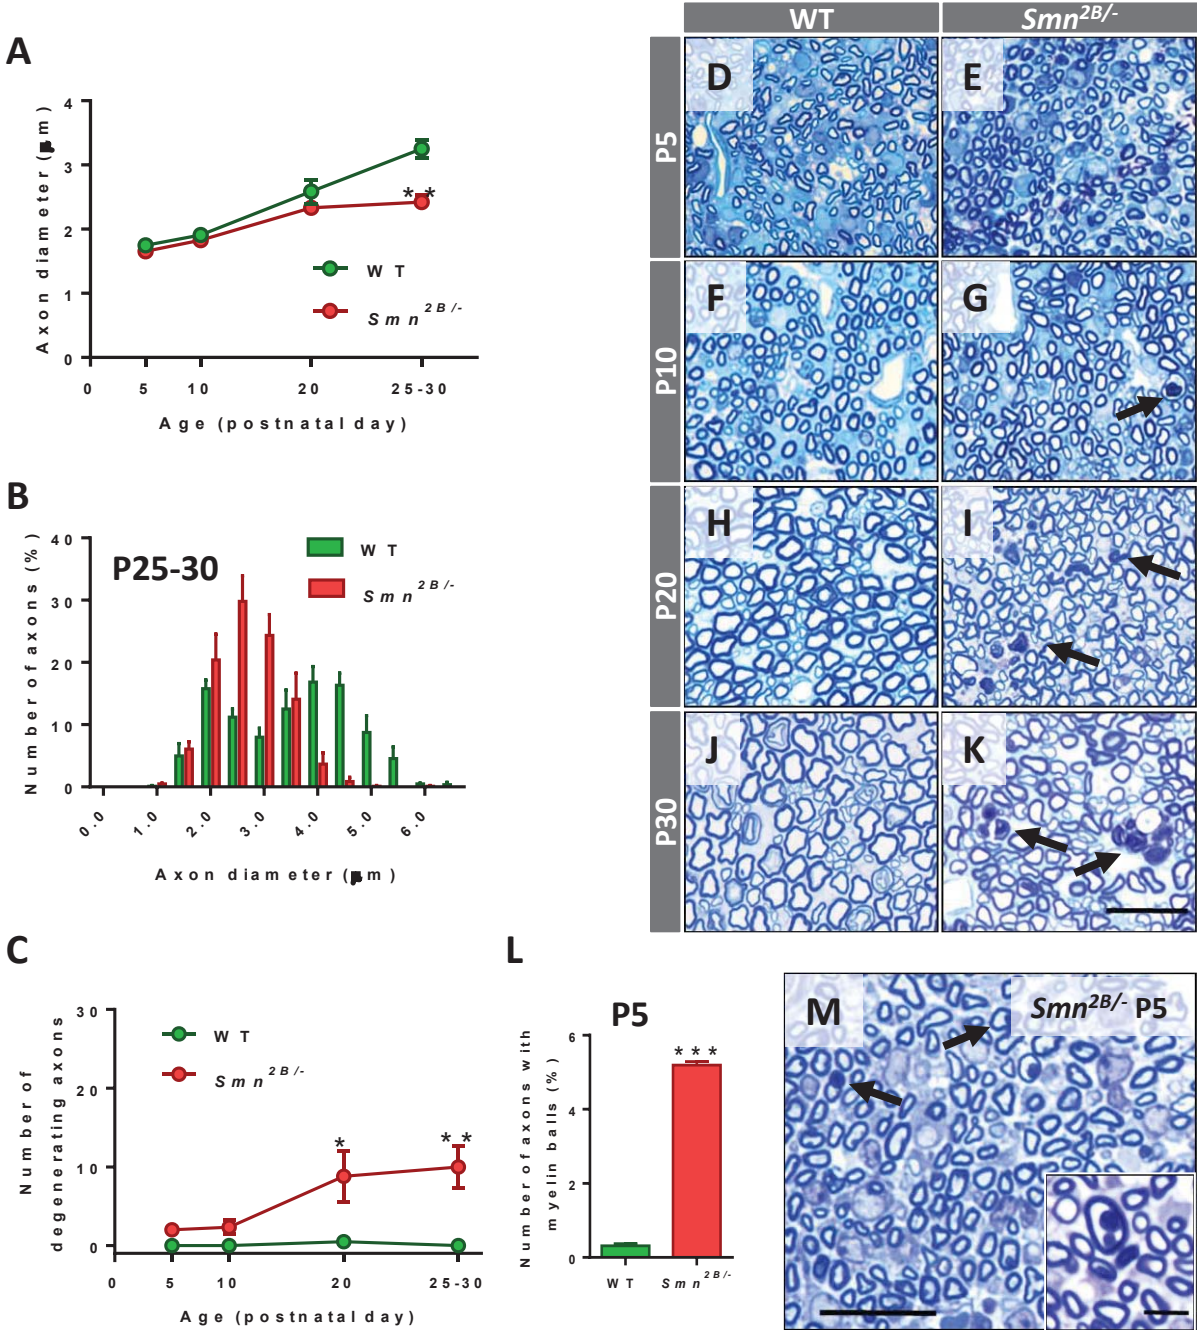 A
4
3
2
1
0
Axon diameter (μm)
**
WT
Smn2B/-
0 5 10 20 25-30
Age (postnatal day)
B
40
30
20
10
0
Number of axons (%)
P25-30
WT
Smn2B/-
0.0 1.0 2.0 3.0 4.0 5.0 6.0
Axon diameter (μm)
C
30
20
10
0
Number of
degenerating axons
WT
Smn2B/-
*
**
0 5 10 20 25-30
Age (postnatal day)
WT Smn2B/-
P5
D E
P10
F G
P20
H I
P30
J K
L
P5
6
4
2
0
Number of axons with
myelin balls (%)
***
WT Smn2B/-
M
Smn2B/- P5